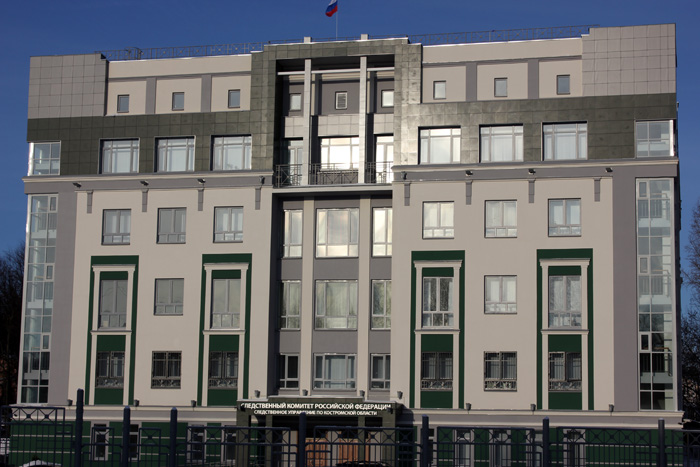 СЛЕДСТВЕННЫЙ КОМИТЕТ РОССИЙСКОЙ ФЕДЕРАЦИИ
СЛЕДСТВЕННОЕ УПРАВЛЕНИЕ ПО КОСТРОМСКОЙ ОБЛАСТИ